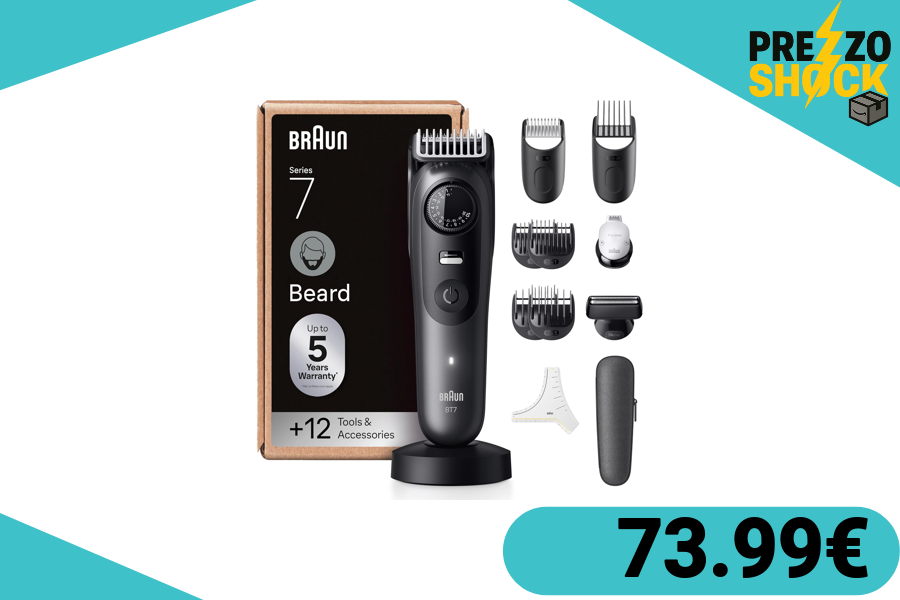 PREZZO
SHOCK
BRAUN
Series
7
Beard
Up to
5
Years
Warranty*
+12 Tools &
Accessories
BRAUN
BT7
73.99€